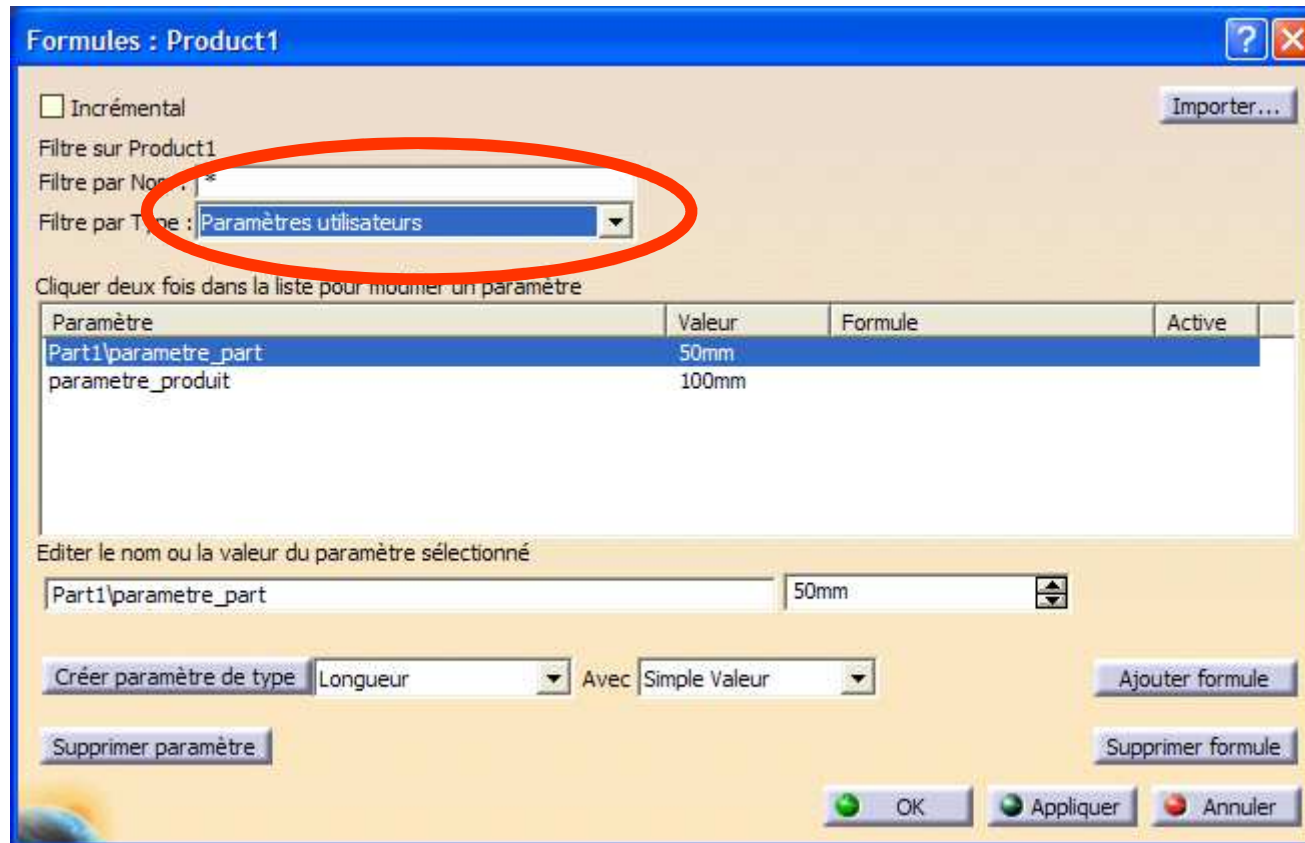 Formules : Product1
?
Incrémental
Importer...
Filtre sur Product1
Filtre par Nom : *
Filtre par Type : Paramètres utilisateurs
Cliquer deux fois dans la liste pour modifier un paramètre
Paramètre Valeur Formule Active
Part1\parametre_part 50mm
parametre_produit 100mm
Editer le nom ou la valeur du paramètre sélectionné
Part1\parametre_part 50mm
Créer paramètre de type Longueur Avec Simple Valeur Ajouter formule
Supprimer paramètre Supprimer formule
OK Appliquer Annuler